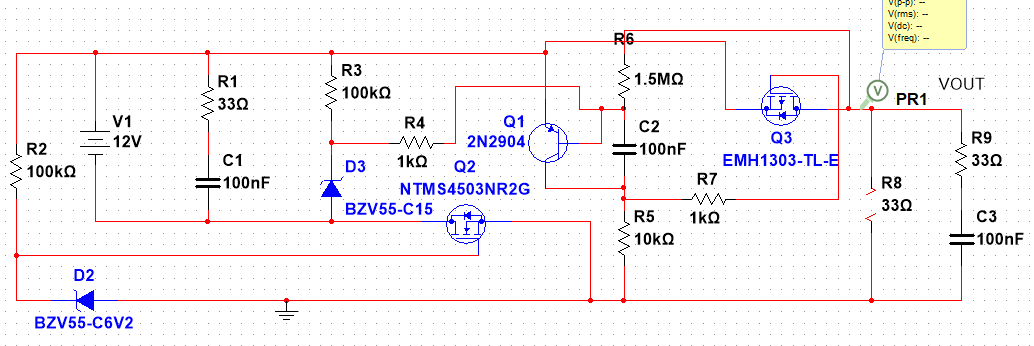 V(p-p): --
V(rms): --
V(dc): --
V(freq): --
R6
1.5MΩ
R1
33Ω
R3
100kΩ
V1
12V
R2
100kΩ
R4
1kΩ
Q1
2N2904
C2
100nF
Q3
EMH1303-TL-E
V
PR1
VOUT
R9
33Ω
C1
100nF
D3
BZV55-C15
Q2
NTMS4503NR2G
R7
1kΩ
R8
33Ω
R5
10kΩ
C3
100nF
D2
BZV55-C6V2